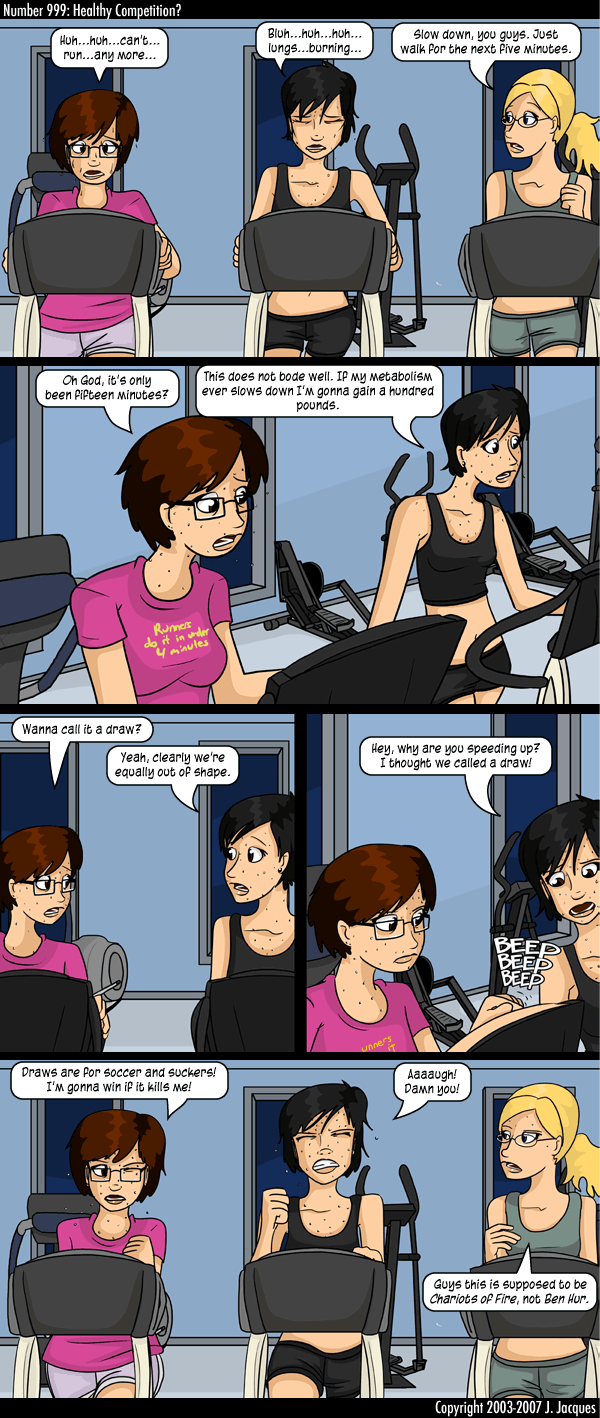 Number 999: Healthy Competition?
Huh...huh...can't...
run...any more...
Bluh...huh...huh...
lungs...burning...
Slow down, you guys. Just
walk for the next five minutes.
Oh God, it's only
been fifteen minutes?
This does not bode well. If my metabolism
ever slows down I'm gonna gain a hundred
pounds.
Runners
do it in under
4 minutes
Wanna call it a draw?
Yeah, clearly we're
equally out of shape.
Hey, why are you speeding up?
I thought we called a draw!
BEEP
BEEP
BEEP
unners
IT
Draws are for soccer and suckers!
I'm gonna win if it kills me!
Aaaaugh!
Damn you!
Guys this is supposed to be
Chariots of Fire, not Ben Hur.
Copyright 2003-2007 J. Jacques